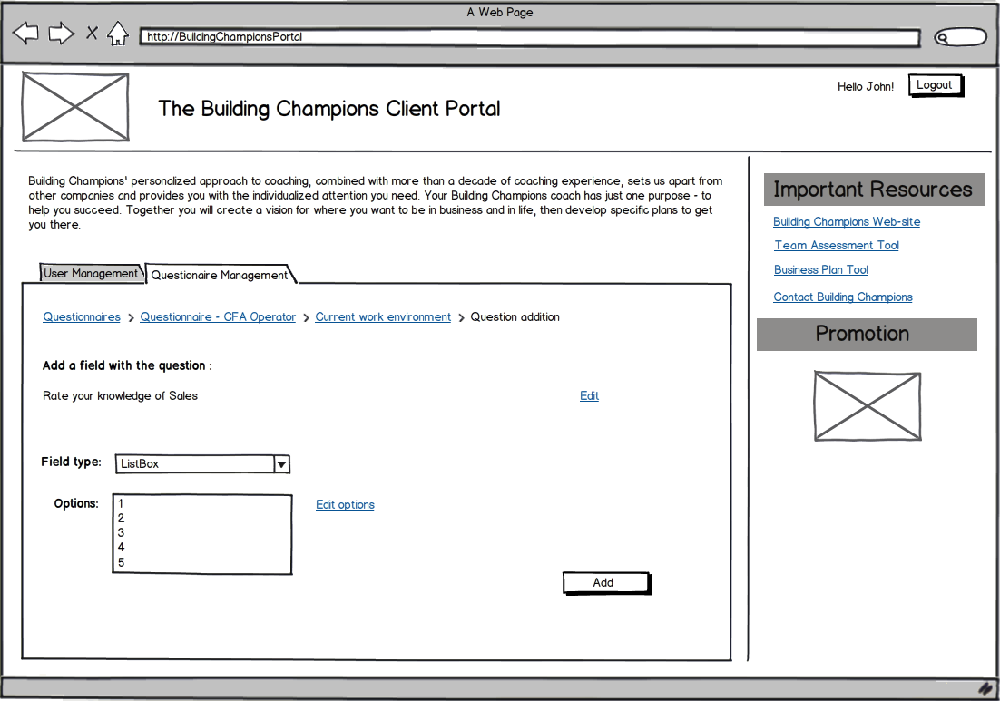 A Web Page
http://BuildingChampionsPortal
Hello John!
Logout
The Building Champions Client Portal
Building Champions' personalized approach to coaching, combined with more than a decade of coaching experience, sets us apart from
other companies and provides you with the individualized attention you need. Your Building Champions coach has just one purpose - to
help you succeed. Together you will create a vision for where you want to be in business and in life, then develop specific plans to get
you there.
User Management
Questionaire Management
Questionnaires > Questionnaire - CFA Operator > Current work environment > Question addition
Add a field with the question :
Rate your knowledge of Sales
Edit
Field type:
ListBox
Options:
1
2
3
4
5
Edit options
Add
Important Resources
Building Champions Web-site
Team Assessment Tool
Business Plan Tool
Contact Building Champions
Promotion